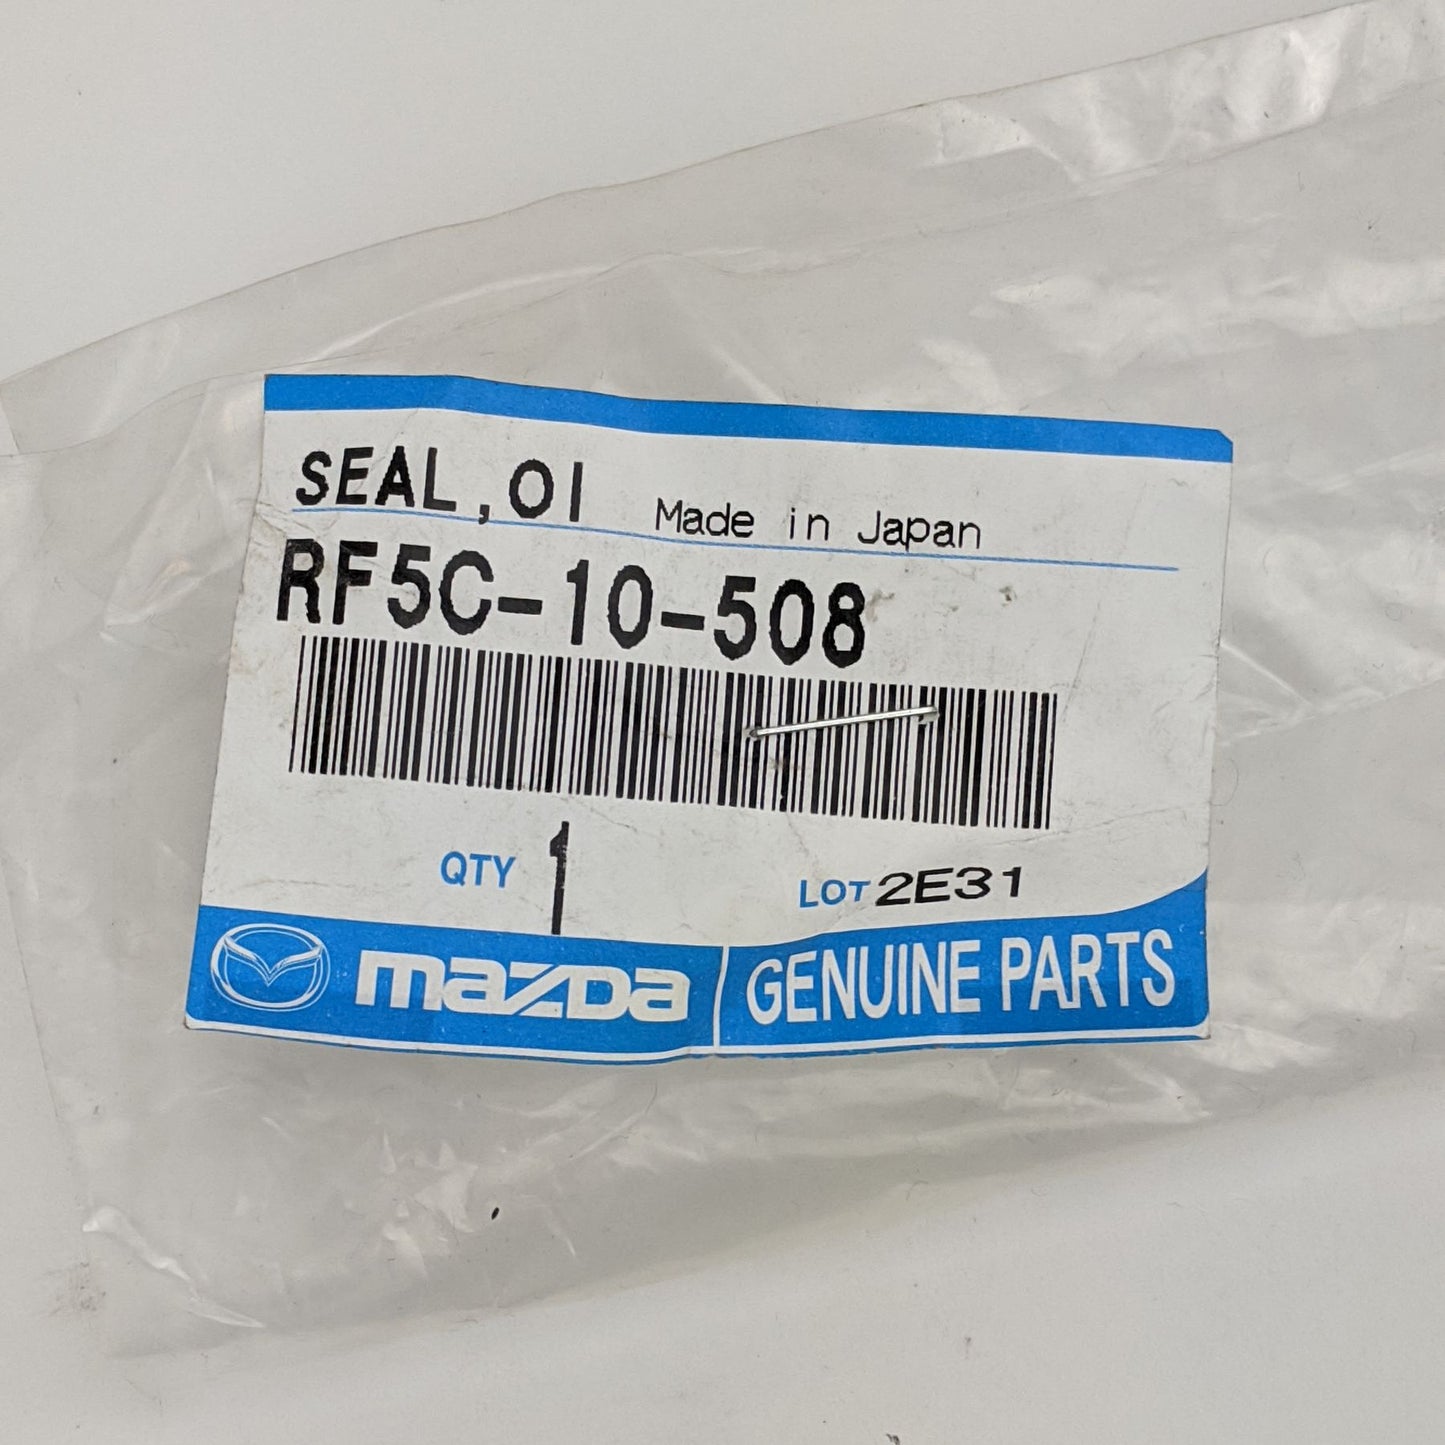 SEAL,OI Made in Japan
RF5C-10-508
QTY 1 LOT 2E31
mazda GENUINE PARTS